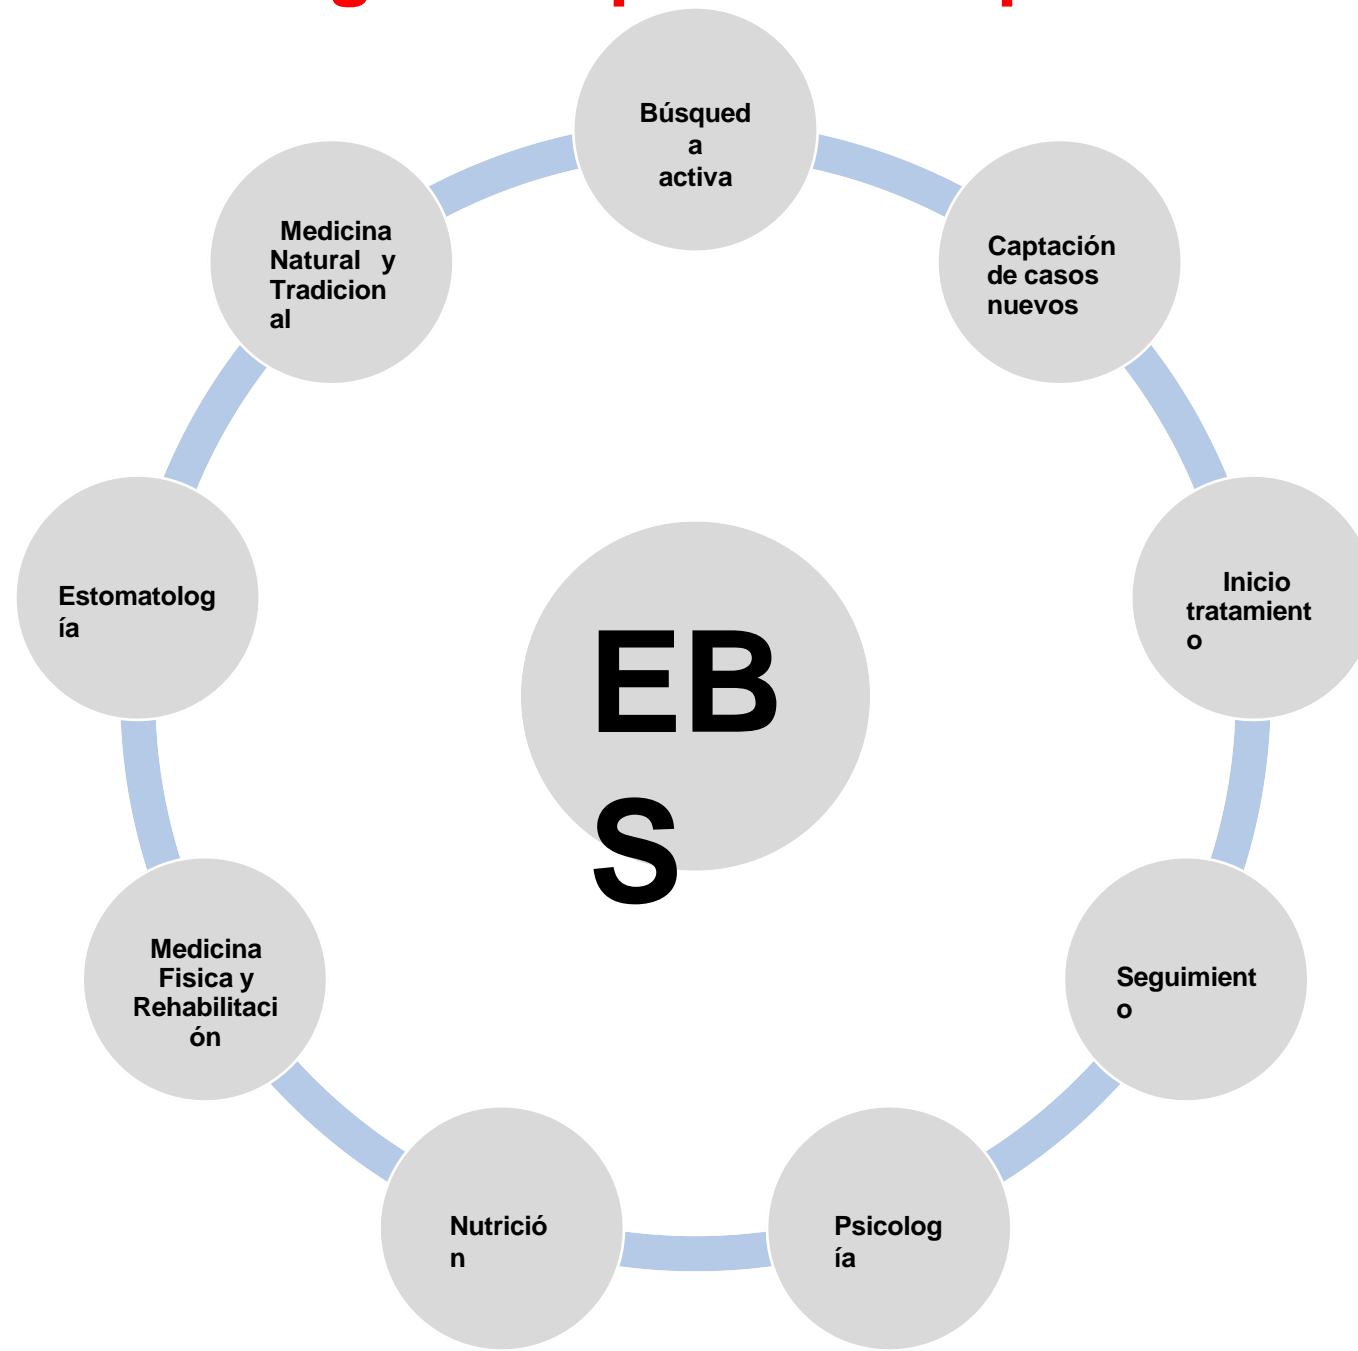 Búsqued
a
activa
Captación
de casos
nuevos
Inicio
tratamient
o
Seguimient
o
Psicolog
ía
Nutrició
n
Medicina
Fisica y
Rehabilitaci
ón
Estomatolog
ía
Medicina
Natural y
Tradicion
al
EB
S